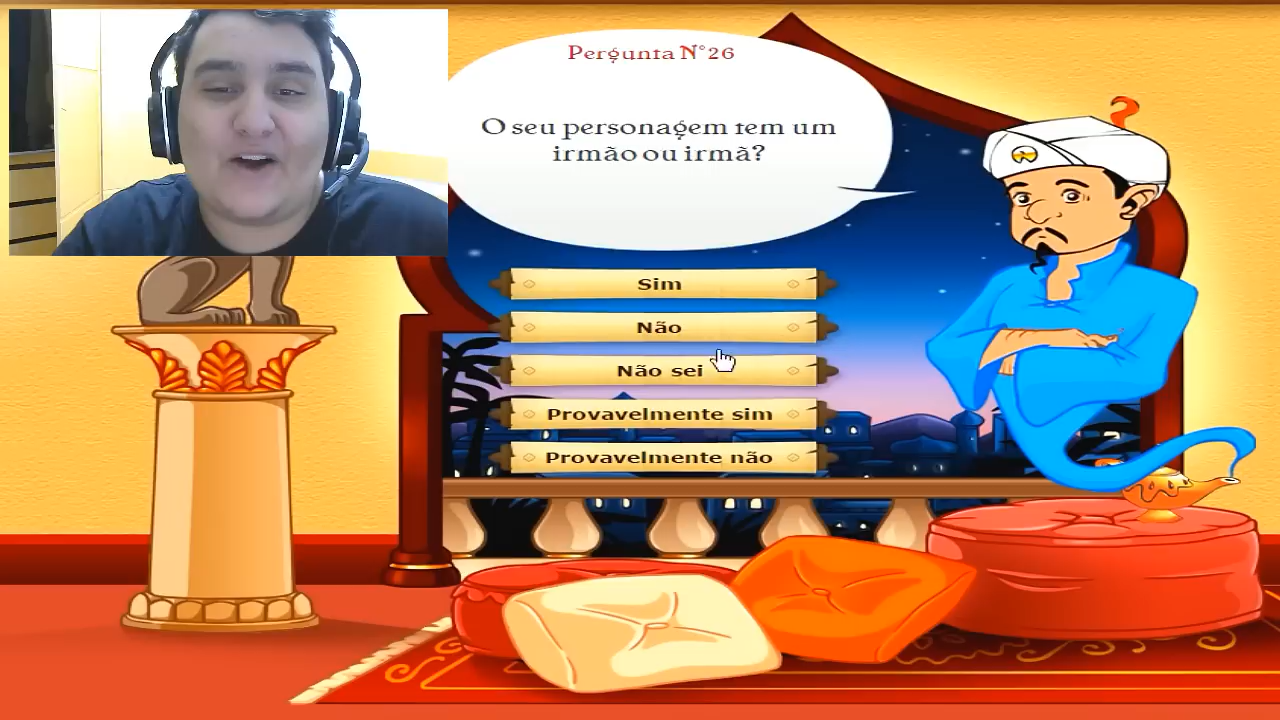 Pergunta N°26
O seu personagem tem um
irmão ou irmã?
Sim
Não
Não sei
Provavelmente sim
Provavelmente não